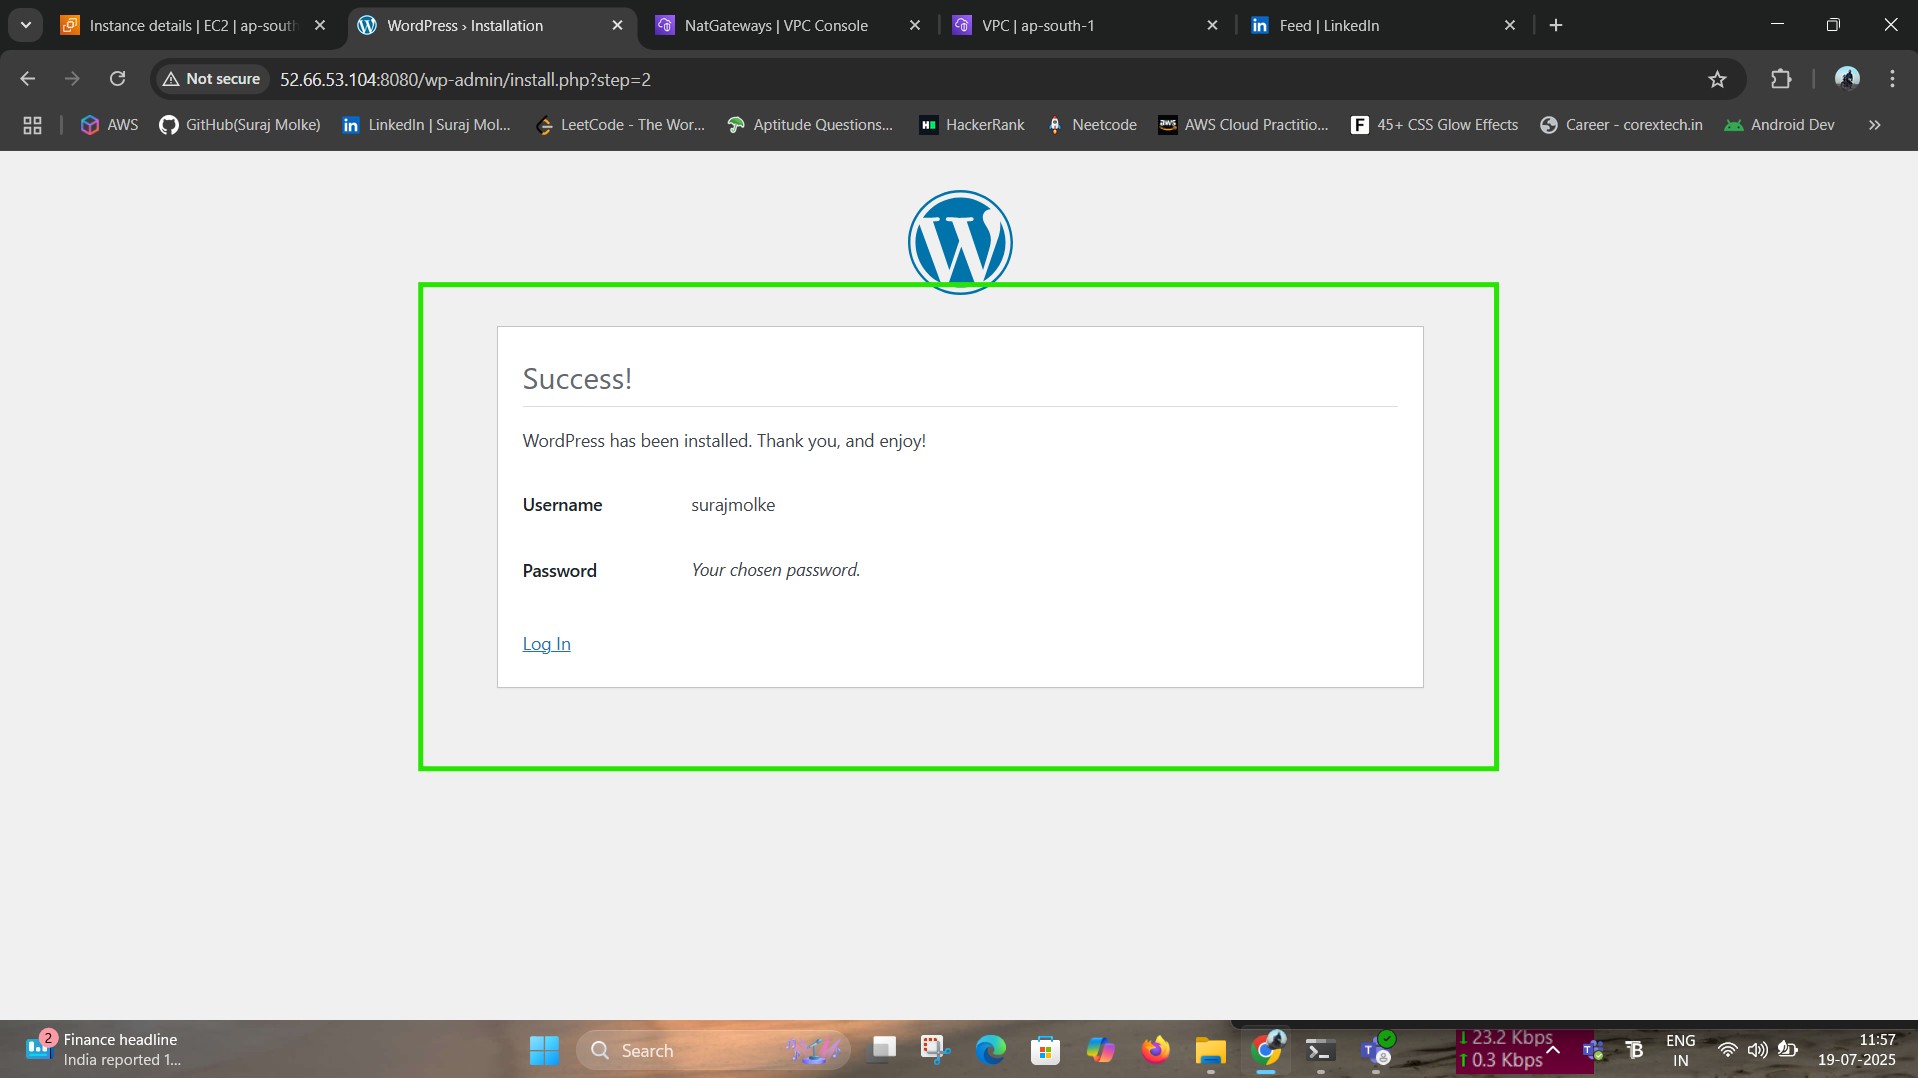 Instance details | EC2 | ap-south
WordPress › Installation
NatGateways | VPC Console
VPC | ap-south-1
Feed | LinkedIn
Not secure
52.66.53.104:8080/wp-admin/install.php?step=2
AWS
GitHub(Suraj Molke)
LinkedIn | Suraj Mol...
LeetCode - The Wor...
Aptitude Questions...
HackerRank
Neetcode
AWS Cloud Practitio...
45+ CSS Glow Effects
Career - corextech.in
Android Dev
Success!
WordPress has been installed. Thank you, and enjoy!
Username surajmolke
Password Your chosen password.
Log In
2
Finance headline
India reported 1...
Search
23.2 Kbps
0.3 Kbps
ENG
IN
11:57
19-07-2025